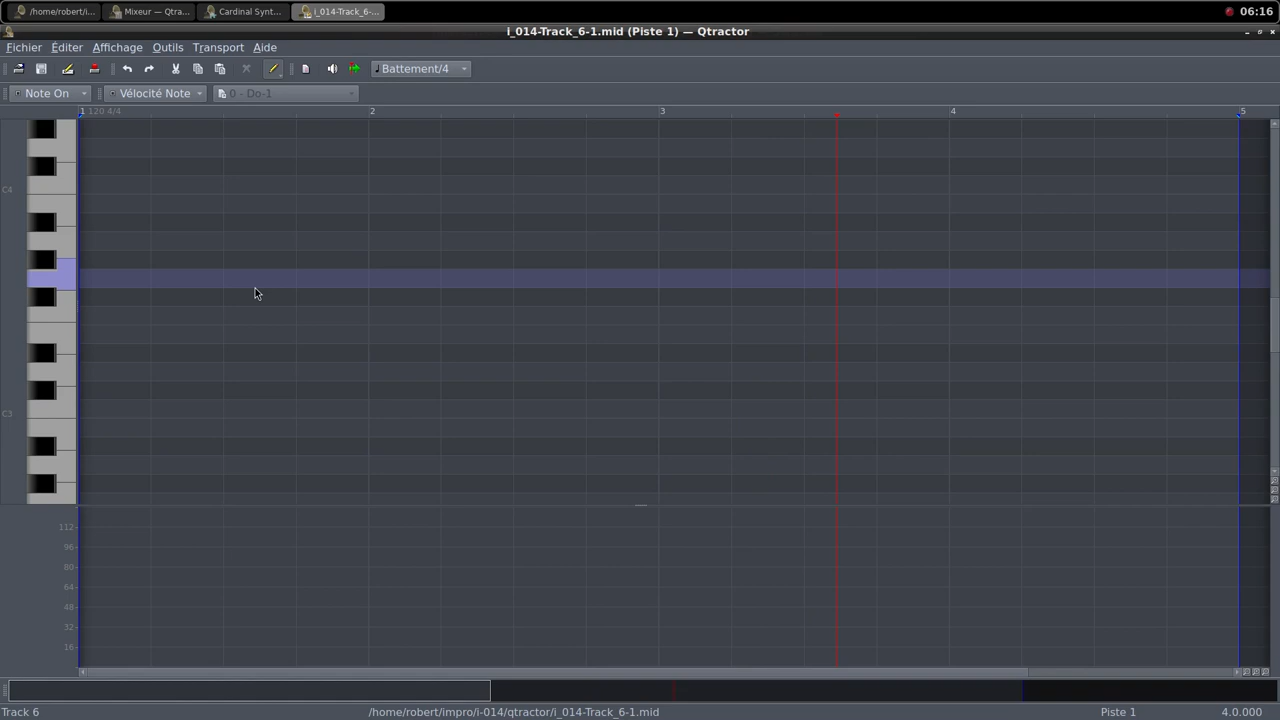 /home/robert/i...
Mixeur — Qtra...
Cardinal Synt...
i_014-Track_6-...
06:16
i_014-Track_6-1.mid (Piste 1) — Qtractor
Fichier Éditer Affichage Outils Transport Aide
Battement/4
Note On Vélocité Note 0 - Do-1
1 120 4/4 2 3 4 5
C4
C3
112
96
80
64
48
32
16
Track 6 /home/robert/impro/i-014/qtractor/i_014-Track_6-1.mid Piste 1 4.0.000